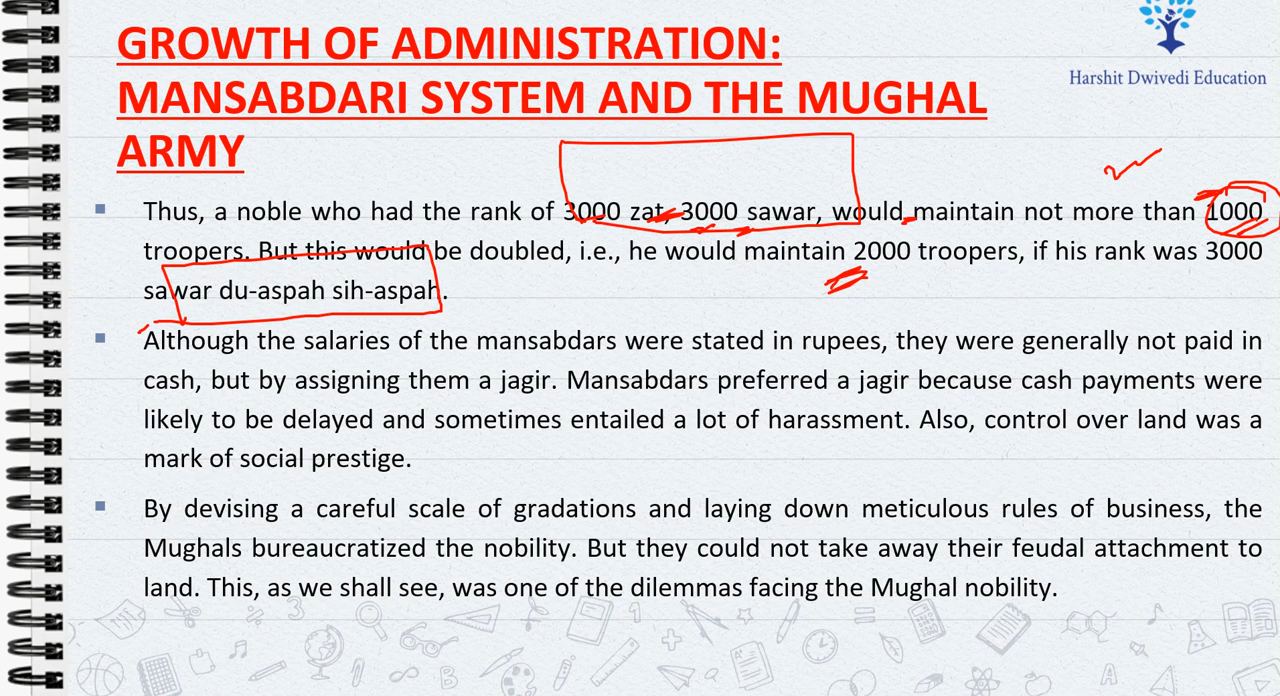 GROWTH OF ADMINISTRATION:
MANSABDARI SYSTEM AND THE MUGHAL
ARMY
Harshit Dwivedi Education
Thus, a noble who had the rank of 3000 zat, 3000 sawar, would maintain not more than 1000
troopers. But this would be doubled, i.e., he would maintain 2000 troopers, if his rank was 3000
sawar du-aspah sih-aspah.
Although the salaries of the mansabdars were stated in rupees, they were generally not paid in
cash, but by assigning them a jagir. Mansabdars preferred a jagir because cash payments were
likely to be delayed and sometimes entailed a lot of harassment. Also, control over land was a
mark of social prestige.
By devising a careful scale of gradations and laying down meticulous rules of business, the
Mughals bureaucratized the nobility. But they could not take away their feudal attachment to
land. This, as we shall see, was one of the dilemmas facing the Mughal nobility.